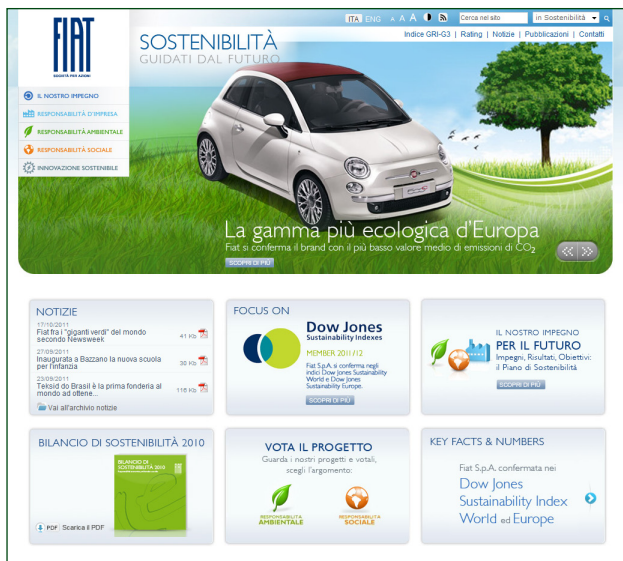 FIAT
SOCIETÀ PER AZIONI
ITA ENG A A A Cerca nel sito in Sostenibilità
Indice GRI-G3 | Rating | Notizie | Pubblicazioni | Contatti
SOSTENIBILITÀ
GUIDATI DAL FUTURO
IL NOSTRO IMPEGNO
RESPONSABILITÀ D'IMPRESA
RESPONSABILITÀ AMBIENTALE
RESPONSABILITÀ SOCIALE
INNOVAZIONE SOSTENIBILE
La gamma più ecologica d'Europa
Fiat si conferma il brand con il più basso valore medio di emissioni di CO2
SCOPRI DI PIÙ
NOTIZIE
17/10/2011
Fiat fra i "giganti verdi" del mondo
secondo Newsweek 41 Kb
27/09/2011
Inaugurata a Bazzano la nuova scuola
per l'infanzia 30 Kb
23/09/2011
Teksid do Brasil è la prima fonderia al
mondo ad ottene... 116 Kb
Vai all'archivio notizie
FOCUS ON
Dow Jones
Sustainability Indexes
MEMBER 2011/12
Fiat S.p.A. si conferma negli
indici Dow Jones Sustainability
World e Dow Jones
Sustainability Europe.
SCOPRI DI PIÙ
IL NOSTRO IMPEGNO
PER IL FUTURO
Impegni, Risultati, Obiettivi:
il Piano di Sostenibilità
SCOPRI DI PIÙ
BILANCIO DI SOSTENIBILITÀ 2010
BILANCIO DI
SOSTENIBILITÀ 2010
PDF Scarica il PDF
VOTA IL PROGETTO
Guarda i nostri progetti e votali,
scegli l'argomento:
RESPONSABILITÀ
AMBIENTALE
RESPONSABILITÀ
SOCIALE
KEY FACTS & NUMBERS
Fiat S.p.A. confermata nei
Dow Jones
Sustainability Index
World ed Europe